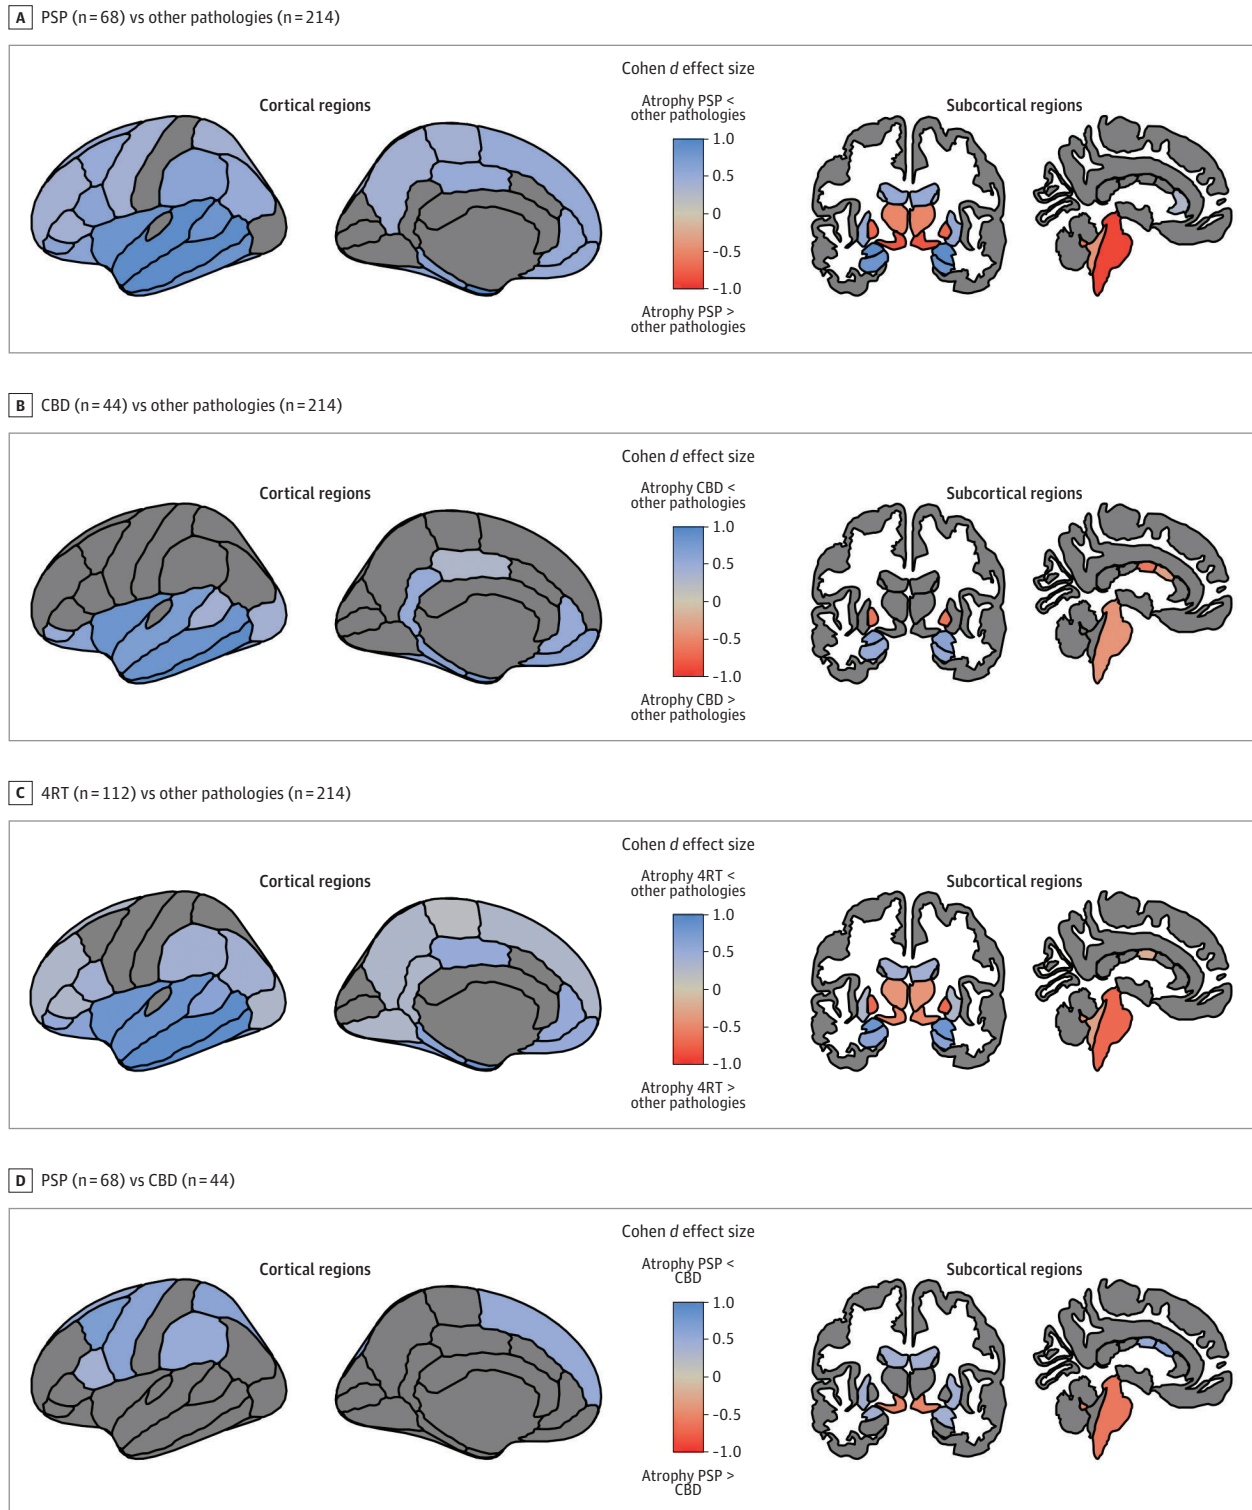 A PSP (n=68) vs other pathologies (n=214)
Cohen d effect size
Cortical regions
Atrophy PSP <
other pathologies
1.0
0.5
0
–0.5
–1.0
Atrophy PSP >
other pathologies
Subcortical regions
B CBD (n=44) vs other pathologies (n=214)
Cohen d effect size
Cortical regions
Atrophy CBD <
other pathologies
1.0
0.5
0
–0.5
–1.0
Atrophy CBD >
other pathologies
Subcortical regions
C 4RT (n=112) vs other pathologies (n=214)
Cohen d effect size
Cortical regions
Atrophy 4RT <
other pathologies
1.0
0.5
0
–0.5
–1.0
Atrophy 4RT >
other pathologies
Subcortical regions
D PSP (n=68) vs CBD (n=44)
Cohen d effect size
Cortical regions
Atrophy PSP <
CBD
1.0
0.5
0
–0.5
–1.0
Atrophy PSP >
CBD
Subcortical regions